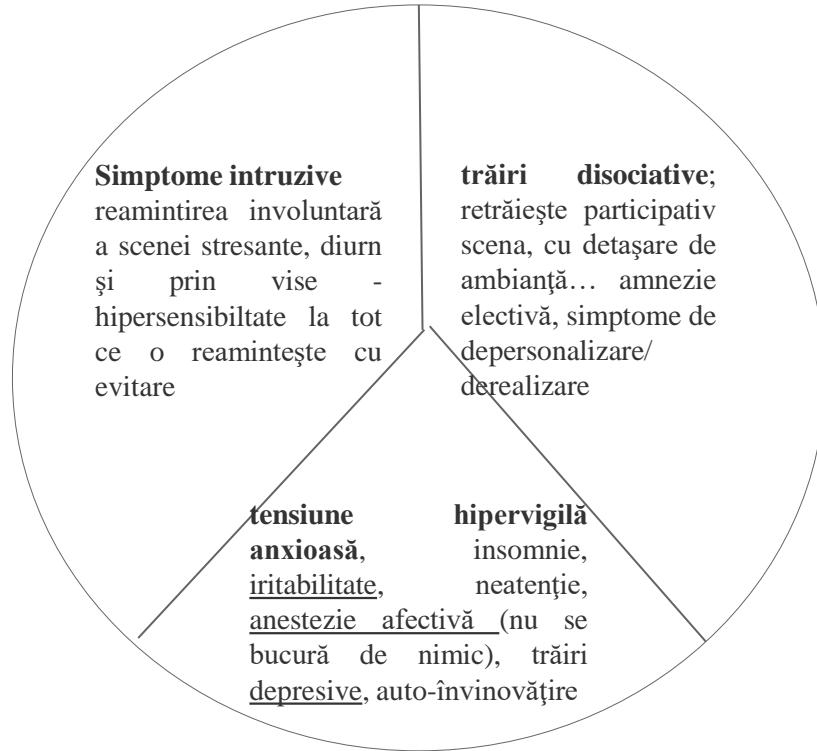 Simptome intruzive
reamintirea involuntară
a scenei stresante, diurn
şi prin vise -
hipersensibiltate la tot
ce o reaminteşte cu
evitare
trăiri disociative;
retrăieşte participativ
scena, cu detaşare de
ambianţă… amnezie
electivă, simptome de
depersonalizare/
derealizare
tensiune hipervigilă
anxioasă, insomnie,
iritabilitate, neatenţie,
anestezie afectivă (nu se
bucură de nimic), trăiri
depresive, auto-învinovăţire